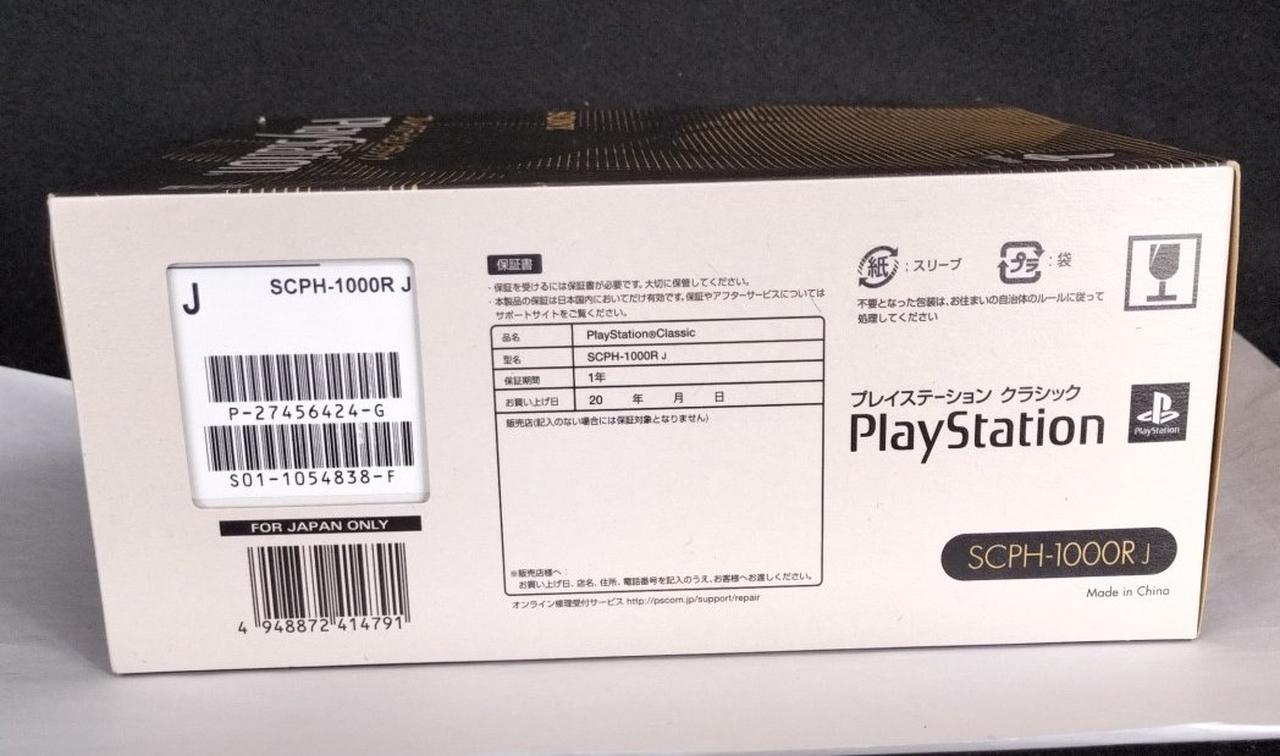 PlayStation
J
SCPH-1000R J
P-27456424-G
S01-1054838-F
FOR JAPAN ONLY
4 948872 414791
保証書
・保証を受けるには保証書が必要です。大切に保管してください。
・本製品の保証は日本国内においてだけ有効です。保証やアフターサービスについては
サポートサイトをご覧ください。
品名 PlayStation®Classic
型名 SCPH-1000R J
保証期間 1年
お買い上げ日 20 年 月 日
販売店(記入のない場合には保証対象となりません)
※販売店様へ:
お買い上げ日、店名、住所、電話番号を記入のうえ、お客様へお渡しください。
オンライン修理受付サービス http://pscom.jp/support/repair
紙 : スリーブ
プラ : 袋
不要となった包装は、お住まいの自治体のルールに従って
処理してください
プレイステーション クラシック
PlayStation
PlayStation
SCPH-1000R J
Made in China